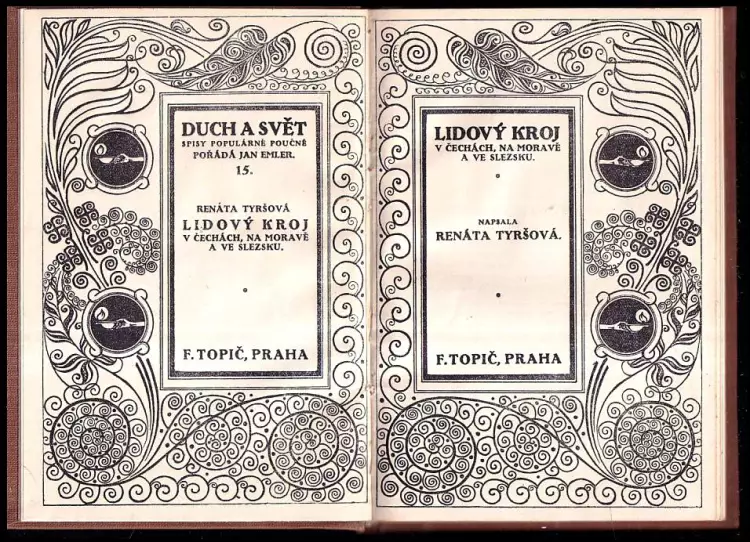 DUCH A SVĚT
SPISY POPULÁRNĚ POUČNÉ
POŘÁDÁ JAN EMLER.
15.
RENÁTA TYRŠOVÁ
LIDOVÝ KROJ
V ČECHÁCH, NA MORAVĚ
A VE SLEZSKU.
F. TOPIČ, PRAHA
LIDOVÝ KROJ
V ČECHÁCH, NA MORAVĚ
A VE SLEZSKU.
NAPSALA
RENÁTA TYRŠOVÁ.
F. TOPIČ, PRAHA